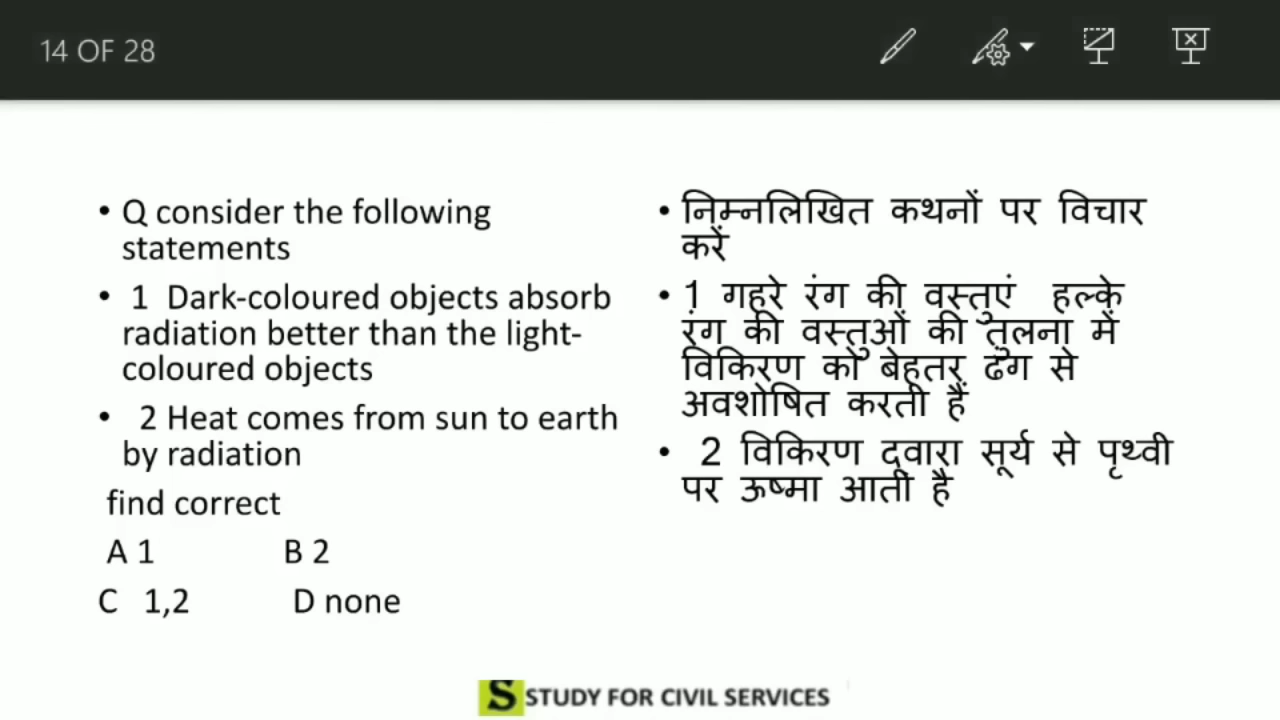 14 OF 28
• Q consider the following
statements
• 1 Dark-coloured objects absorb
radiation better than the light-
coloured objects
• 2 Heat comes from sun to earth
by radiation
find correct
A 1 B 2
C 1,2 D none
• निम्नलिखित कथनों पर विचार
करें
• 1 गहरे रंग की वस्तुएं हल्के
रंग की वस्तुओं की तुलना में
विकिरण को बेहतर ढंग से
अवशोषित करती हैं
• 2 विकिरण द्वारा सूर्य से पृथ्वी
पर ऊष्मा आती है
S STUDY FOR CIVIL SERVICES